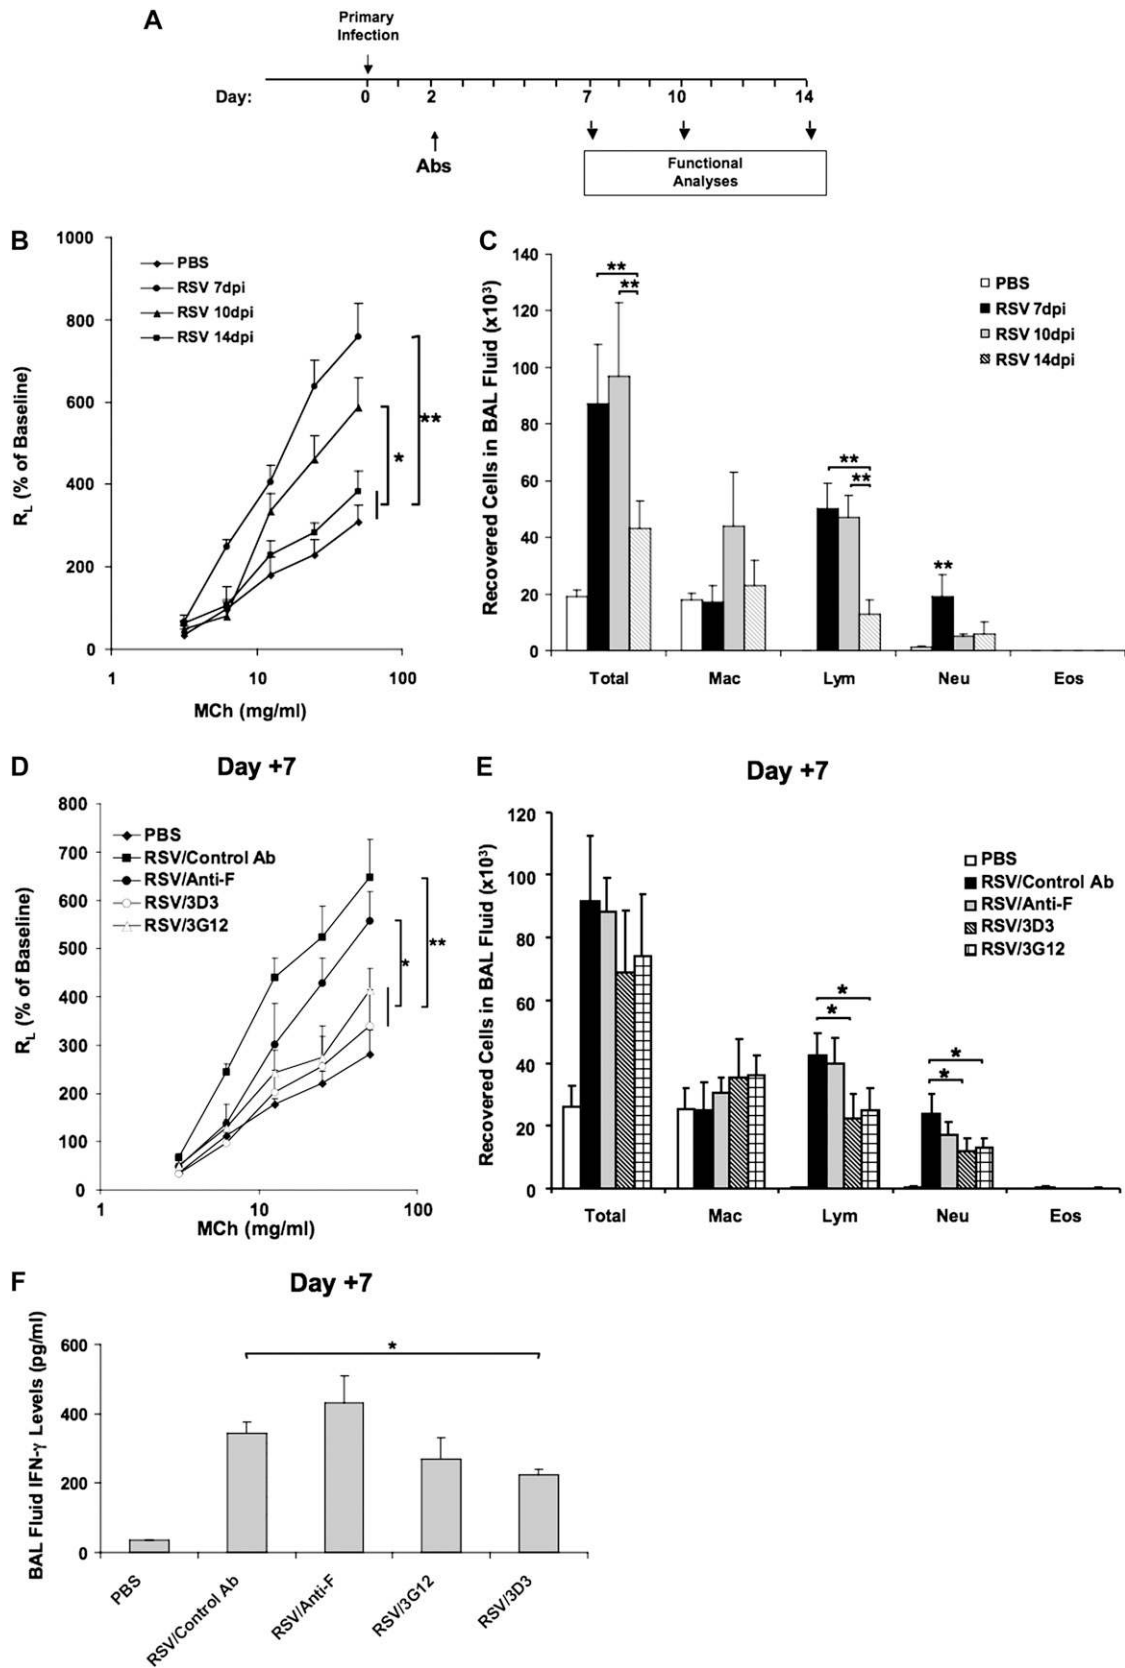 A
Primary
Infection
Day:
0
2
7
10
14
Abs
Functional
Analyses
B
1000
800
600
400
200
0
R_L (% of Baseline)
PBS
RSV 7dpi
RSV 10dpi
RSV 14dpi
*
**
1
10
100
MCh (mg/ml)
C
140
120
100
80
60
40
20
0
Recovered Cells in BAL Fluid (x10³)
PBS
RSV 7dpi
RSV 10dpi
RSV 14dpi
**
**
**
**
**
Total
Mac
Lym
Neu
Eos
D
Day +7
800
700
600
500
400
300
200
100
0
R_L (% of Baseline)
PBS
RSV/Control Ab
RSV/Anti-F
RSV/3D3
RSV/3G12
*
**
1
10
100
MCh (mg/ml)
E
Day +7
120
100
80
60
40
20
0
Recovered Cells in BAL Fluid (x10³)
PBS
RSV/Control Ab
RSV/Anti-F
RSV/3D3
RSV/3G12
*
*
*
*
Total
Mac
Lym
Neu
Eos
F
Day +7
600
400
200
0
BAL Fluid IFN-γ Levels (pg/ml)
*
PBS
RSV/Control Ab
RSV/Anti-F
RSV/3G12
RSV/3D3